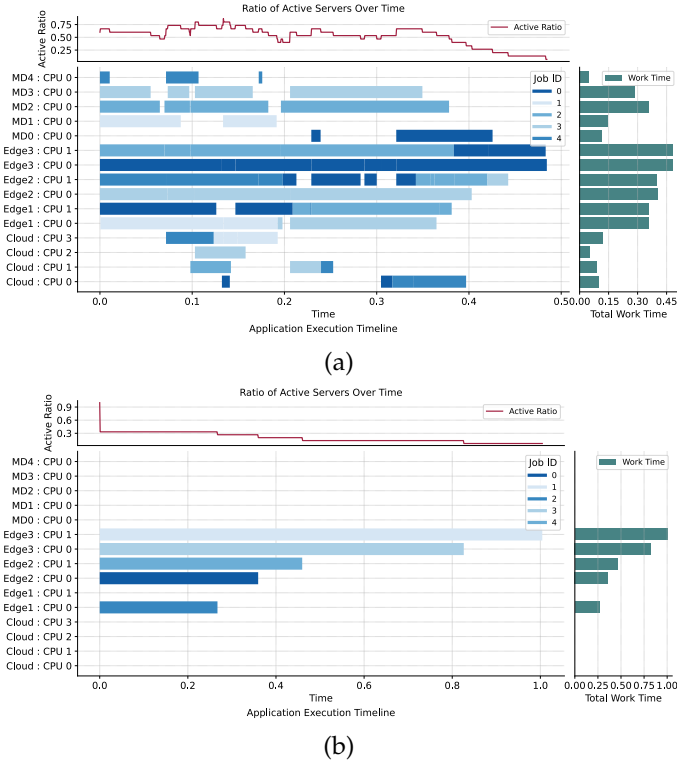 Ratio of Active Servers Over Time
Active Ratio
0.75
0.50
0.25
Active Ratio
MD4 : CPU 0
MD3 : CPU 0
MD2 : CPU 0
MD1 : CPU 0
MD0 : CPU 0
Edge3 : CPU 1
Edge3 : CPU 0
Edge2 : CPU 1
Edge2 : CPU 0
Edge1 : CPU 1
Edge1 : CPU 0
Cloud : CPU 3
Cloud : CPU 2
Cloud : CPU 1
Cloud : CPU 0
Job ID
0
1
2
3
4
Work Time
0.0 0.1 0.2 0.3 0.4 0.50
0.00 0.15 0.30 0.45
Time
Total Work Time
Application Execution Timeline
(a)
Ratio of Active Servers Over Time
Active Ratio
0.9
0.6
0.3
Active Ratio
MD4 : CPU 0
MD3 : CPU 0
MD2 : CPU 0
MD1 : CPU 0
MD0 : CPU 0
Edge3 : CPU 1
Edge3 : CPU 0
Edge2 : CPU 1
Edge2 : CPU 0
Edge1 : CPU 1
Edge1 : CPU 0
Cloud : CPU 3
Cloud : CPU 2
Cloud : CPU 1
Cloud : CPU 0
Job ID
0
1
2
3
4
Work Time
0.0 0.2 0.4 0.6 0.8 1.0
0.00 0.25 0.50 0.75 1.00
Time
Total Work Time
Application Execution Timeline
(b)